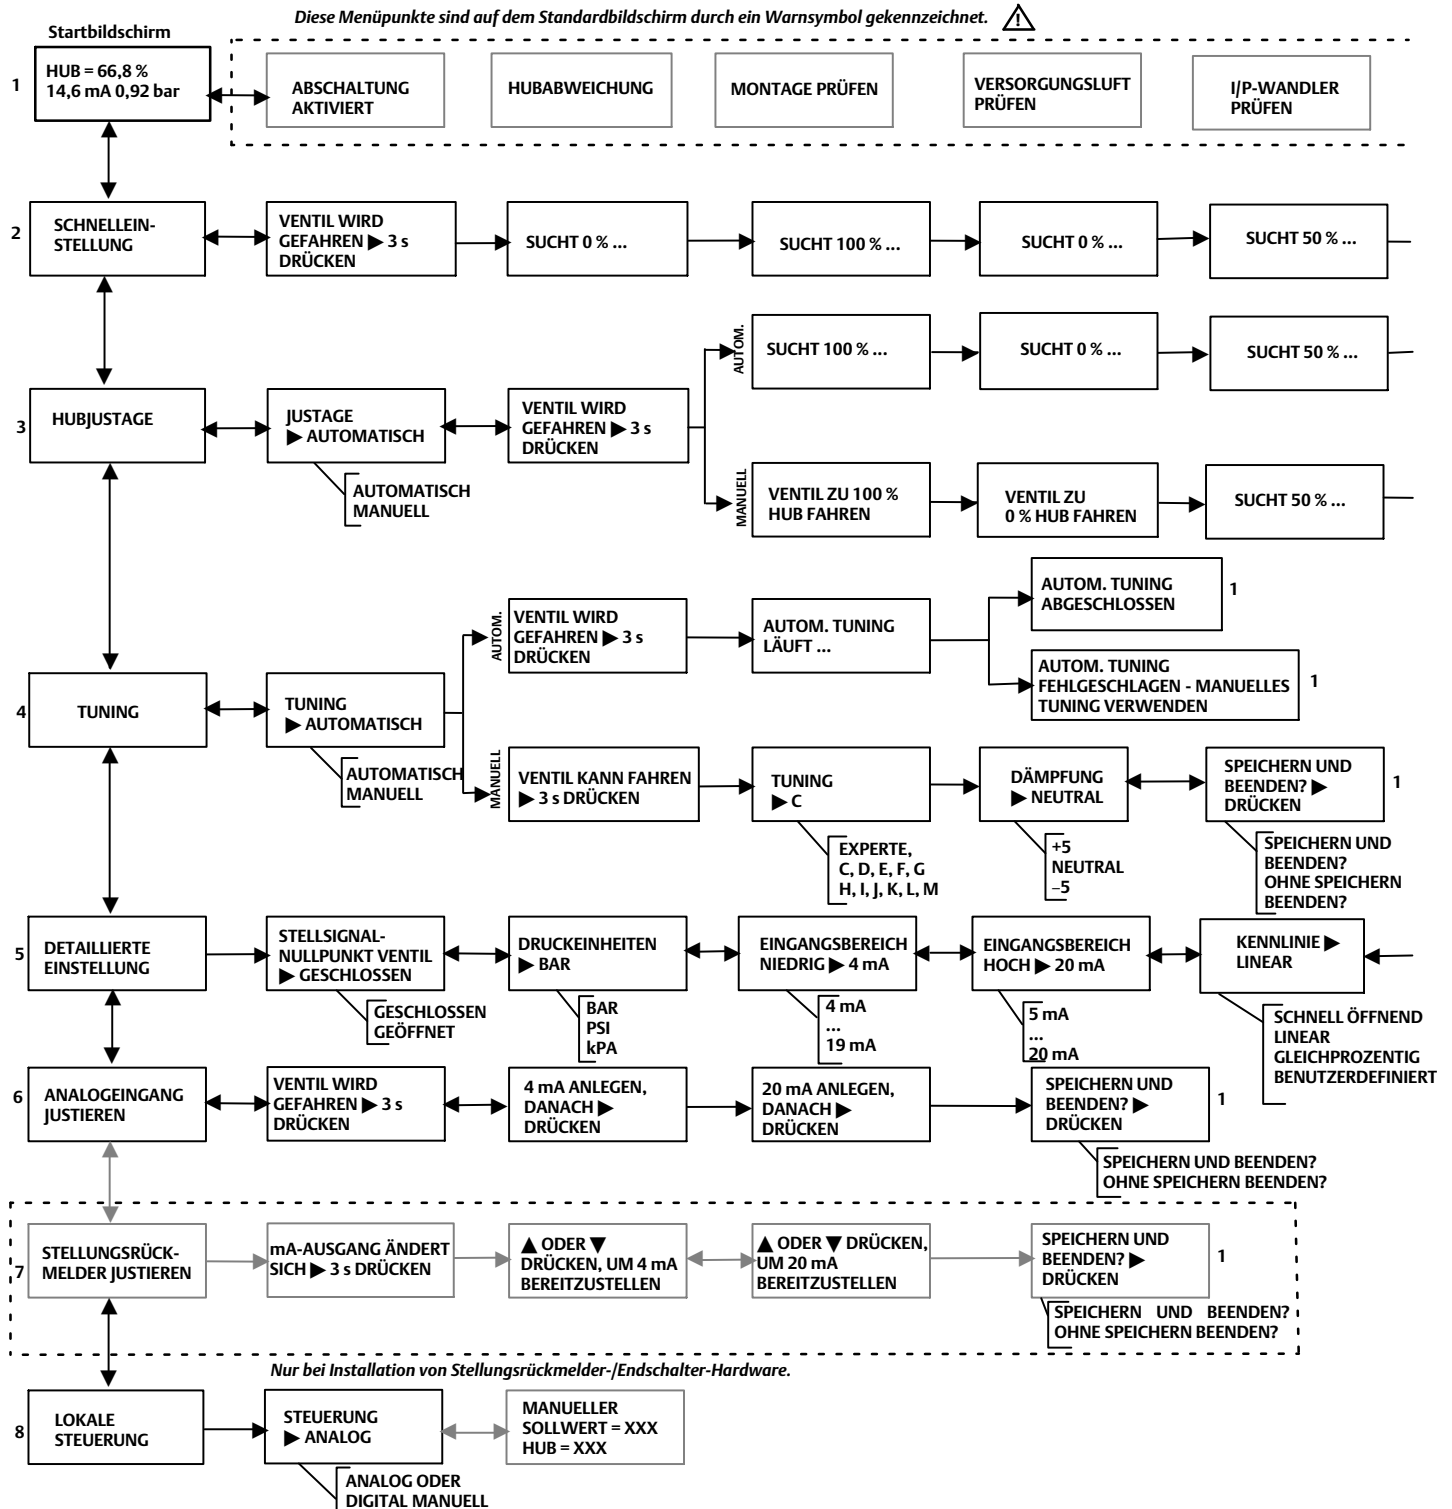 Diese Menüpunkte sind auf dem Standardbildschirm durch ein Warnsymbol gekennzeichnet.
Startbildschirm
1
HUB = 66,8 %
14,6 mA 0,92 bar
ABSCHALTUNG
AKTIVIERT
HUBABWEICHUNG
MONTAGE PRÜFEN
VERSORGUNGSLUFT
PRÜFEN
I/P-WANDLER
PRÜFEN
2
SCHNELLEIN-
STELLUNG
VENTIL WIRD
GEFAHREN ▶ 3 s
DRÜCKEN
SUCHT 0 % ...
SUCHT 100 % ...
SUCHT 0 % ...
SUCHT 50 % ...
3
HUBJUSTAGE
JUSTAGE
▶ AUTOMATISCH
AUTOMATISCH
MANUELL
VENTIL WIRD
GEFAHREN ▶ 3 s
DRÜCKEN
AUTOM.
SUCHT 100 % ...
SUCHT 0 % ...
SUCHT 50 % ...
MANUELL
VENTIL ZU 100 %
HUB FAHREN
VENTIL ZU
0 % HUB FAHREN
SUCHT 50 % ...
4
TUNING
TUNING
▶ AUTOMATISCH
AUTOMATISCH
MANUELL
AUTOM.
VENTIL WIRD
GEFAHREN ▶ 3 s
DRÜCKEN
AUTOM. TUNING
LÄUFT ...
AUTOM. TUNING
ABGESCHLOSSEN
1
AUTOM. TUNING
FEHLGESCHLAGEN - MANUELLES
TUNING VERWENDEN
1
MANUELL
VENTIL KANN FAHREN
▶ 3 s DRÜCKEN
TUNING
▶ C
EXPERTE,
C, D, E, F, G
H, I, J, K, L, M
DÄMPFUNG
▶ NEUTRAL
+5
NEUTRAL
–5
SPEICHERN UND
BEENDEN? ▶
DRÜCKEN
1
SPEICHERN UND
BEENDEN?
OHNE SPEICHERN
BEENDEN?
5
DETAILLIERTE
EINSTELLUNG
STELLSIGNAL-
NULLPUNKT VENTIL
▶ GESCHLOSSEN
GESCHLOSSEN
GEÖFFNET
DRUCKEINHEITEN
▶ BAR
BAR
PSI
kPA
EINGANGSBEREICH
NIEDRIG ▶ 4 mA
4 mA
...
19 mA
EINGANGSBEREICH
HOCH ▶ 20 mA
5 mA
...
20 mA
KENNLINIE ▶
LINEAR
SCHNELL ÖFFNEND
LINEAR
GLEICHPROZENTIG
BENUTZERDEFINIERT
6
ANALOGEINGANG
JUSTIEREN
VENTIL WIRD
GEFAHREN ▶ 3 s
DRÜCKEN
4 mA ANLEGEN,
DANACH ▶
DRÜCKEN
20 mA ANLEGEN,
DANACH ▶
DRÜCKEN
SPEICHERN UND
BEENDEN? ▶
DRÜCKEN
1
SPEICHERN UND BEENDEN?
OHNE SPEICHERN BEENDEN?
7
STELLUNGSRÜCK-
MELDER JUSTIEREN
mA-AUSGANG ÄNDERT
SICH ▶ 3 s DRÜCKEN
▲ ODER ▼
DRÜCKEN, UM 4 mA
BEREITZUSTELLEN
▲ ODER ▼ DRÜCKEN,
UM 20 mA
BEREITZUSTELLEN
SPEICHERN UND
BEENDEN? ▶
DRÜCKEN
1
SPEICHERN UND BEENDEN?
OHNE SPEICHERN BEENDEN?
Nur bei Installation von Stellungsrückmelder-/Endschalter-Hardware.
8
LOKALE
STEUERUNG
STEUERUNG
▶ ANALOG
ANALOG ODER
DIGITAL MANUELL
MANUELLER
SOLLWERT = XXX
HUB = XXX